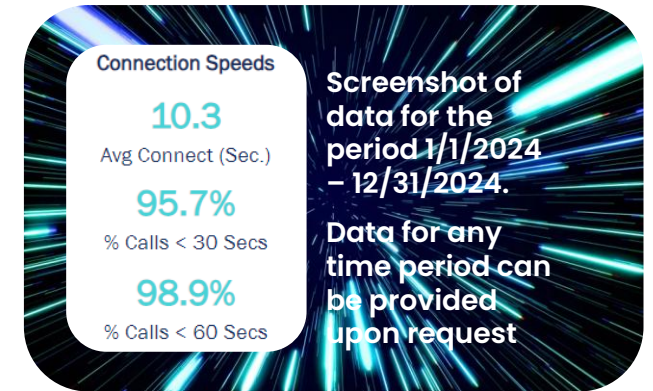 Connection Speeds
10.3
Avg Connect (Sec.)
95.7%
% Calls < 30 Secs
98.9%
% Calls < 60 Secs
Screenshot of
data for the
period 1/1/2024
– 12/31/2024.
Data for any
time period can
be provided
upon request